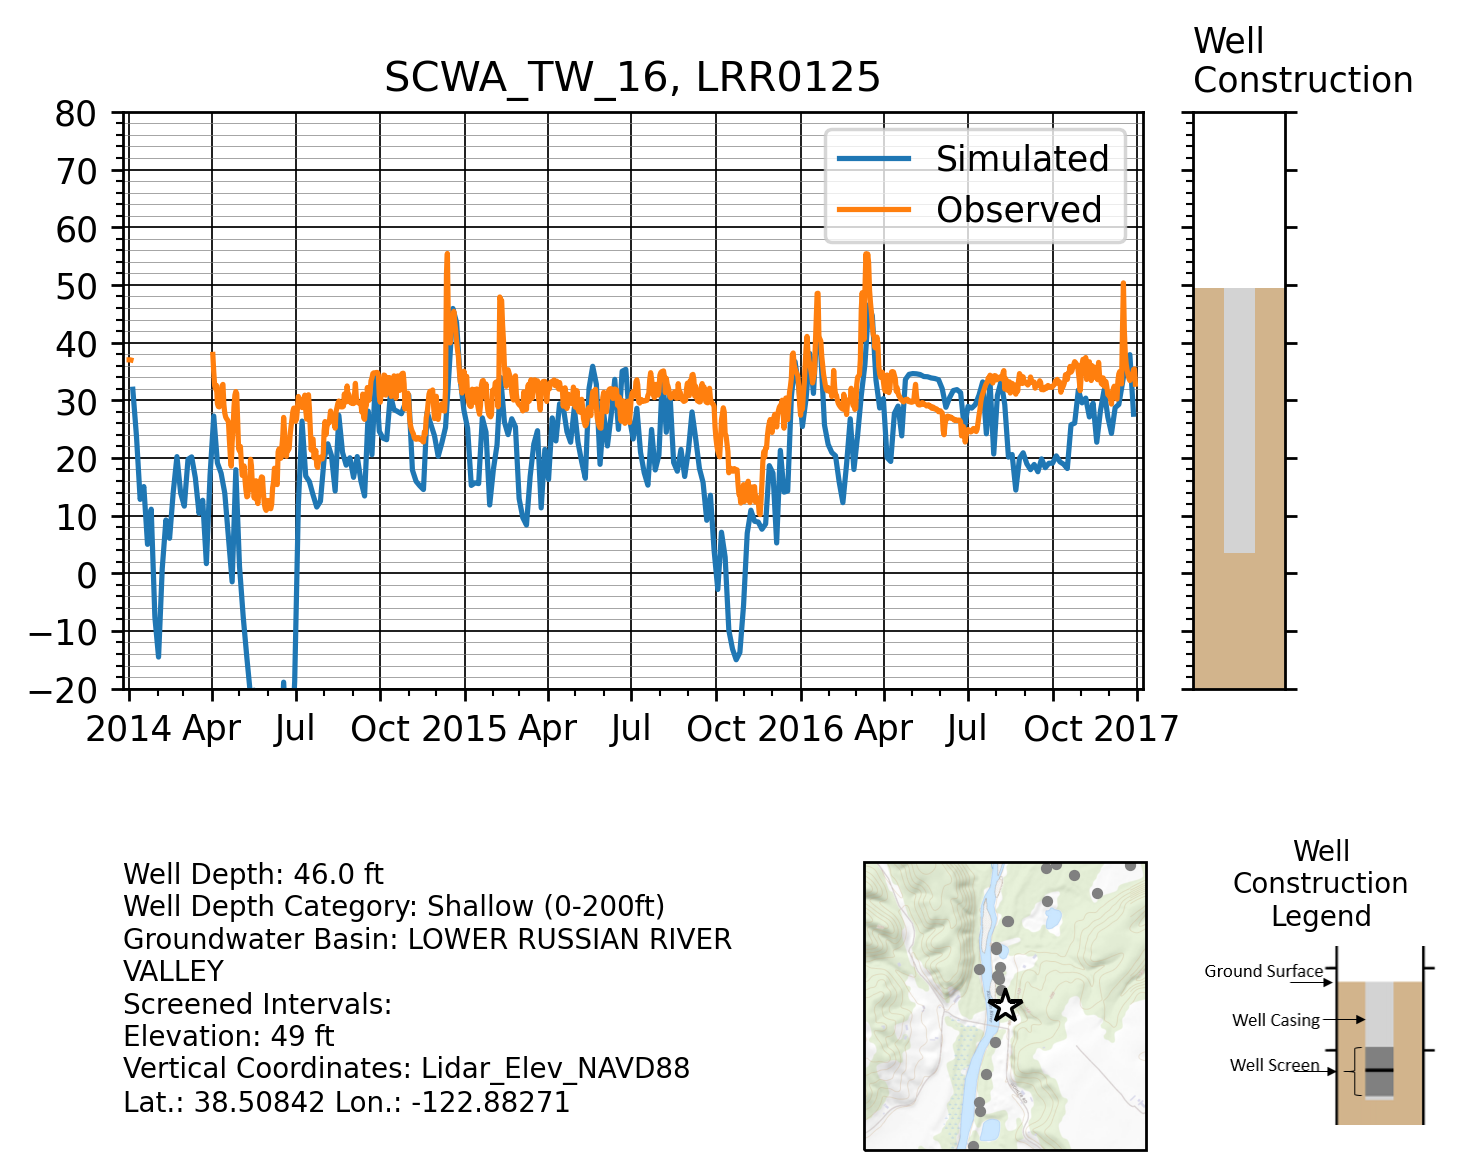 Well
Construction
SCWA_TW_16, LRR0125
80
70
60
50
40
30
20
10
0
−10
−20
Simulated
Observed
2014 Apr Jul Oct 2015 Apr Jul Oct 2016 Apr Jul Oct 2017
Well Depth: 46.0 ft
Well Depth Category: Shallow (0-200ft)
Groundwater Basin: LOWER RUSSIAN RIVER
VALLEY
Screened Intervals:
Elevation: 49 ft
Vertical Coordinates: Lidar_Elev_NAVD88
Lat.: 38.50842 Lon.: -122.88271
Well
Construction
Legend
Ground Surface
Well Casing
Well Screen